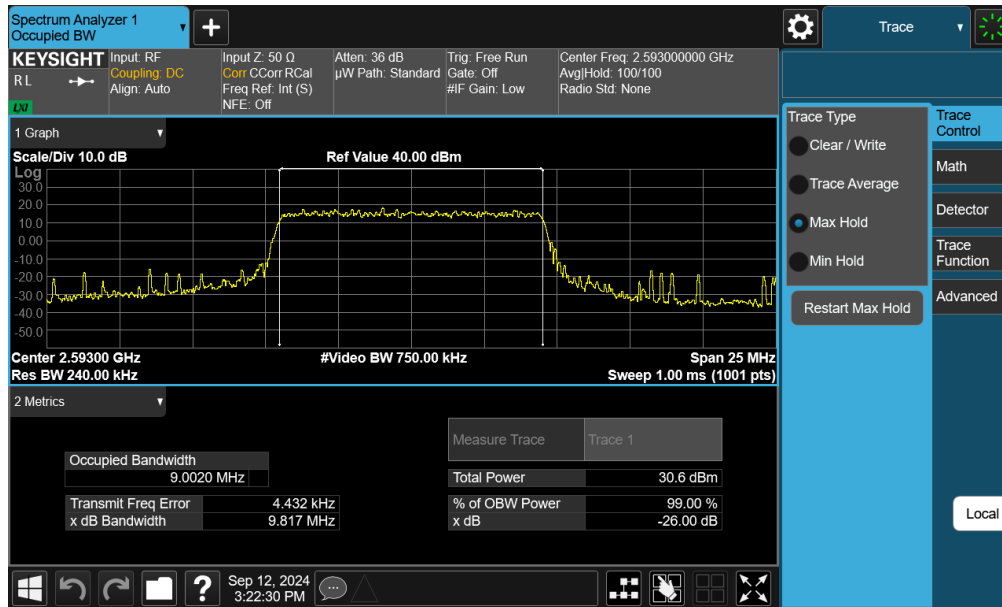 Spectrum Analyzer 1
Occupied BW
+
Trace
KEYSIGHT
R L
LXI
Input: RF
Coupling: DC
Align: Auto
Input Z: 50 Ω
Corr CCorr RCal
Freq Ref: Int (S)
NFE: Off
Atten: 36 dB
µW Path: Standard
Trig: Free Run
Gate: Off
#IF Gain: Low
Center Freq: 2.593000000 GHz
Avg|Hold: 100/100
Radio Std: None
1 Graph
Scale/Div 10.0 dB
Ref Value 40.00 dBm
Log
30.0
20.0
10.0
0.00
-10.0
-20.0
-30.0
-40.0
-50.0
Center 2.59300 GHz
#Video BW 750.00 kHz
Span 25 MHz
Res BW 240.00 kHz
Sweep 1.00 ms (1001 pts)
2 Metrics
Measure Trace
Trace 1
Occupied Bandwidth
9.0020 MHz
Total Power
30.6 dBm
Transmit Freq Error
4.432 kHz
% of OBW Power
99.00 %
x dB Bandwidth
9.817 MHz
x dB
-26.00 dB
Trace Type
Clear / Write
Trace Average
Max Hold
Min Hold
Restart Max Hold
Trace
Control
Math
Detector
Trace
Function
Advanced
Local
?
Sep 12, 2024
3:22:30 PM